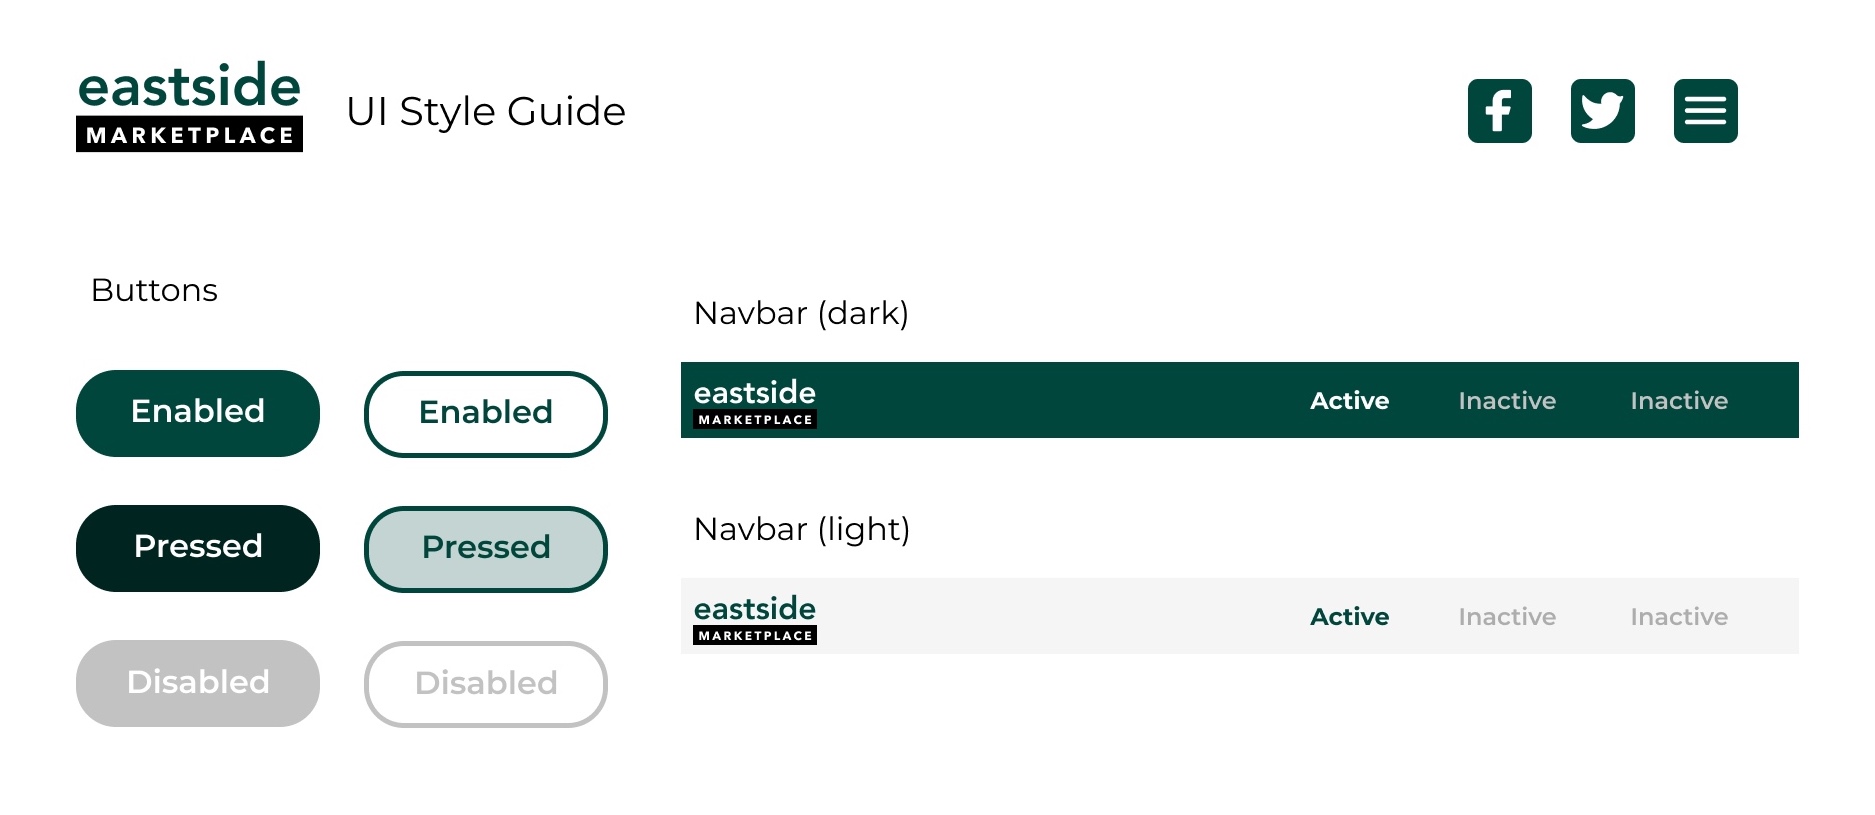 eastside
MARKETPLACE
UI Style Guide
Buttons
Enabled
Enabled
Pressed
Pressed
Disabled
Disabled
Navbar (dark)
eastside
MARKETPLACE
Active
Inactive
Inactive
Navbar (light)
eastside
MARKETPLACE
Active
Inactive
Inactive